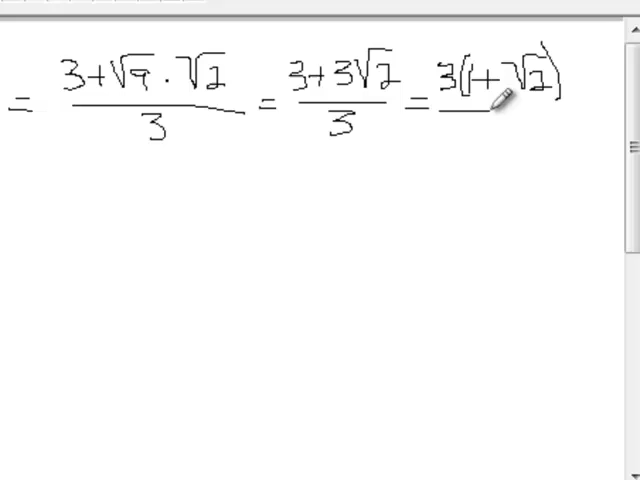 = (3+√9 · √2)/3 = (3+3√2)/3 = 3(1+√2)